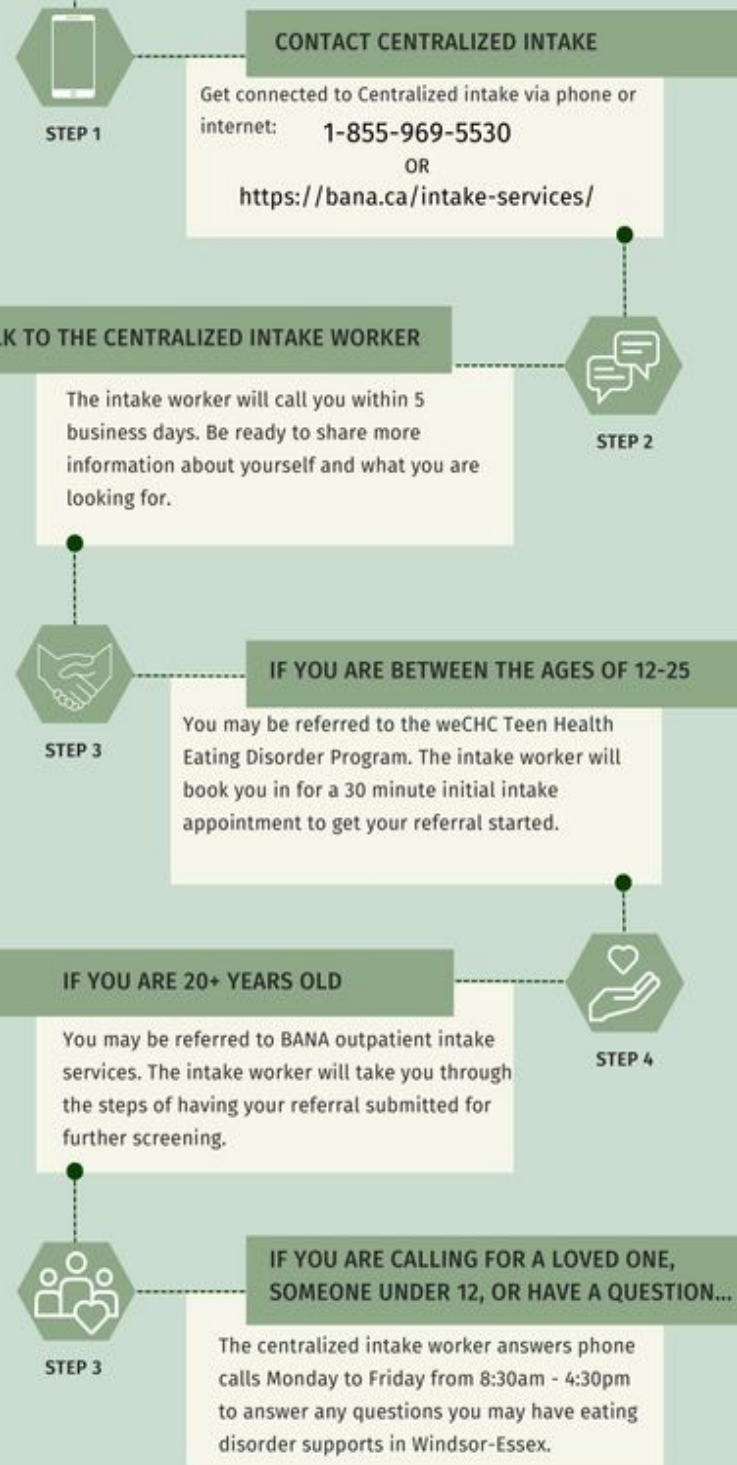 CONTACT CENTRALIZED INTAKE
STEP 1
Get connected to Centralized intake via phone or
internet: 1-855-969-5530
OR
https://bana.ca/intake-services/
LK TO THE CENTRALIZED INTAKE WORKER
STEP 2
The intake worker will call you within 5
business days. Be ready to share more
information about yourself and what you are
looking for.
IF YOU ARE BETWEEN THE AGES OF 12-25
STEP 3
You may be referred to the weCHC Teen Health
Eating Disorder Program. The intake worker will
book you in for a 30 minute initial intake
appointment to get your referral started.
IF YOU ARE 20+ YEARS OLD
STEP 4
You may be referred to BANA outpatient intake
services. The intake worker will take you through
the steps of having your referral submitted for
further screening.
IF YOU ARE CALLING FOR A LOVED ONE,
SOMEONE UNDER 12, OR HAVE A QUESTION...
STEP 3
The centralized intake worker answers phone
calls Monday to Friday from 8:30am - 4:30pm
to answer any questions you may have eating
disorder supports in Windsor-Essex.